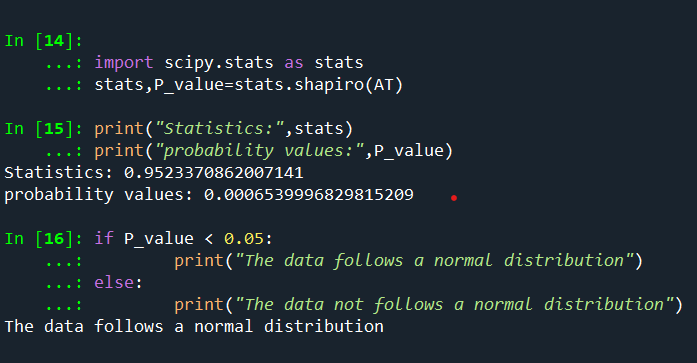 In [14]:
...: import scipy.stats as stats
...: stats,P_value=stats.shapiro(AT)
In [15]: print("Statistics:",stats)
...: print("probability values:",P_value)
Statistics: 0.9523370862007141
probability values: 0.0006539996829815209
In [16]: if P_value < 0.05:
...: print("The data follows a normal distribution")
...: else:
...: print("The data not follows a normal distribution")
The data follows a normal distribution